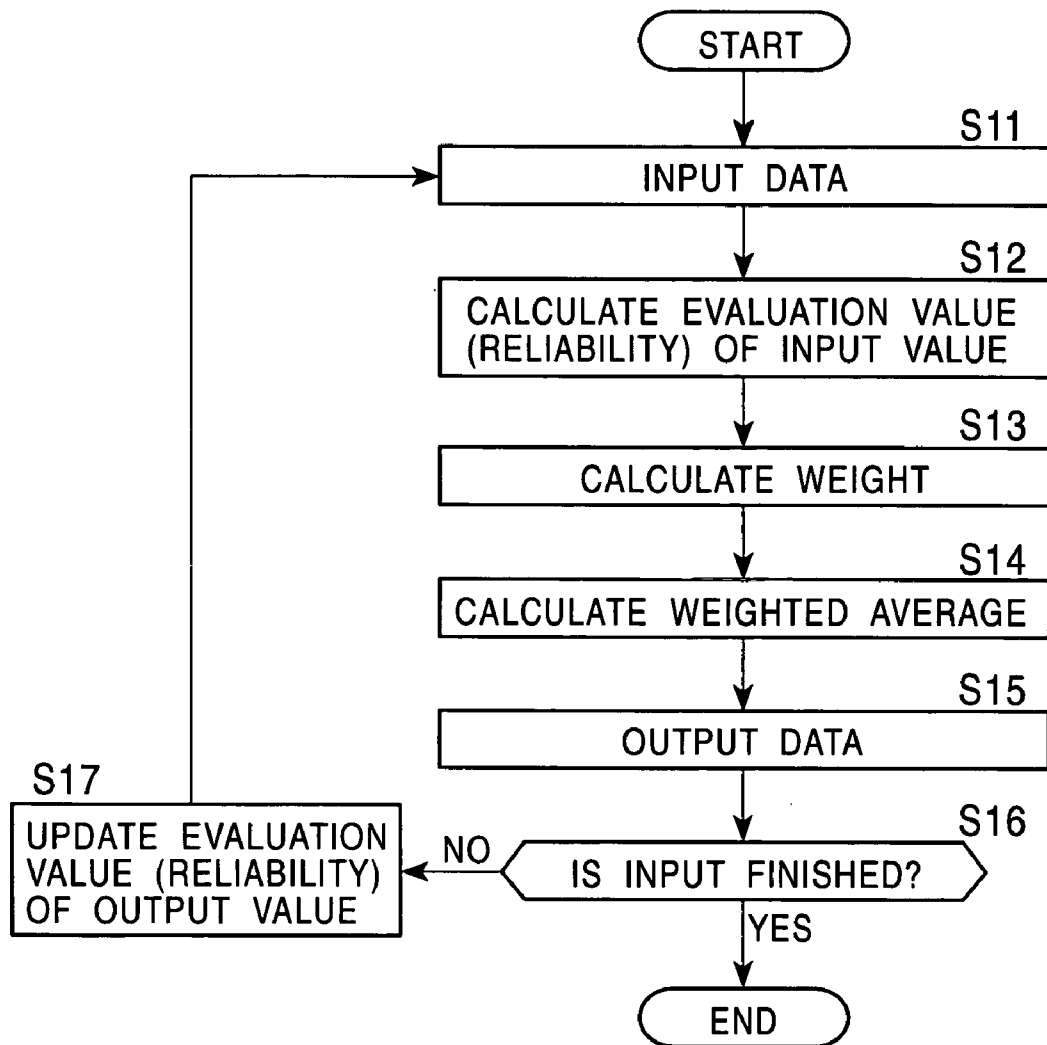 START
S11
INPUT DATA
S12
CALCULATE EVALUATION VALUE
(RELIABILITY) OF INPUT VALUE
S13
CALCULATE WEIGHT
S14
CALCULATE WEIGHTED AVERAGE
S15
OUTPUT DATA
S16
IS INPUT FINISHED?
NO
S17
UPDATE EVALUATION
VALUE (RELIABILITY)
OF OUTPUT VALUE
YES
END